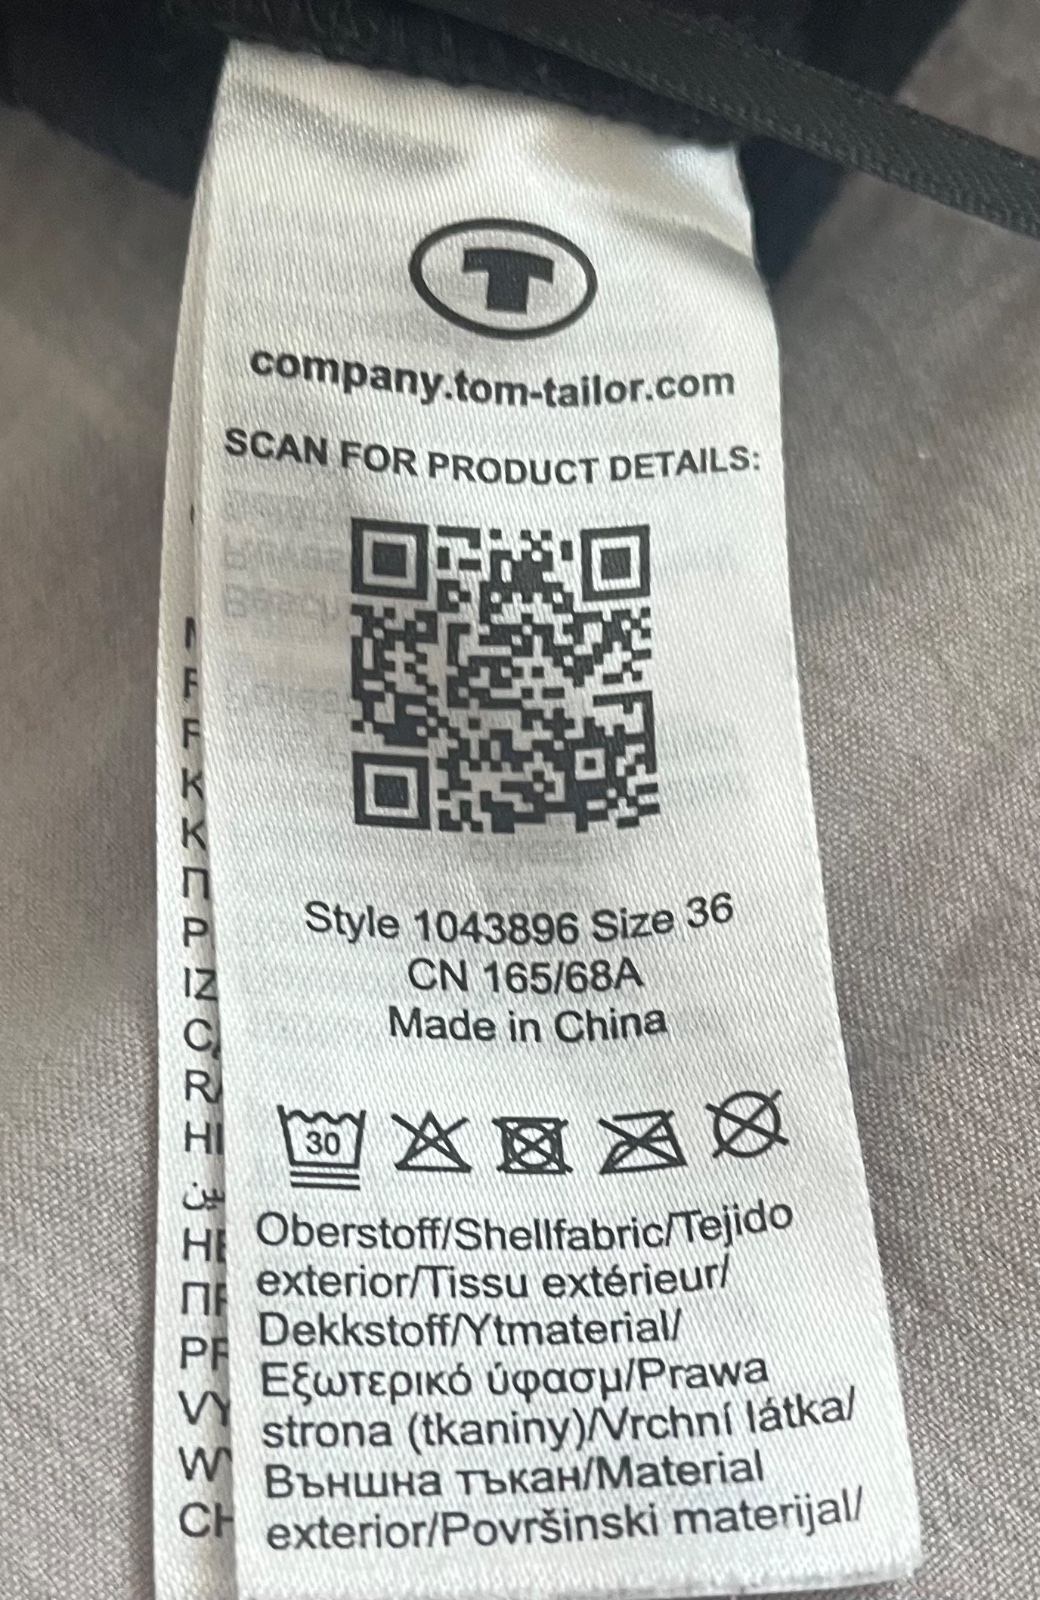 T
company.tom-tailor.com
SCAN FOR PRODUCT DETAILS:
Style 1043896 Size 36
CN 165/68A
Made in China
30
Oberstoff/Shellfabric/Tejido
exterior/Tissu extérieur/
Dekkstoff/Ytmaterial/
Εξωτερικό ύφασμ/Prawa
strona (tkaniny)/Vrchní látka/
Външна тъкан/Material
exterior/Površinski materijal/